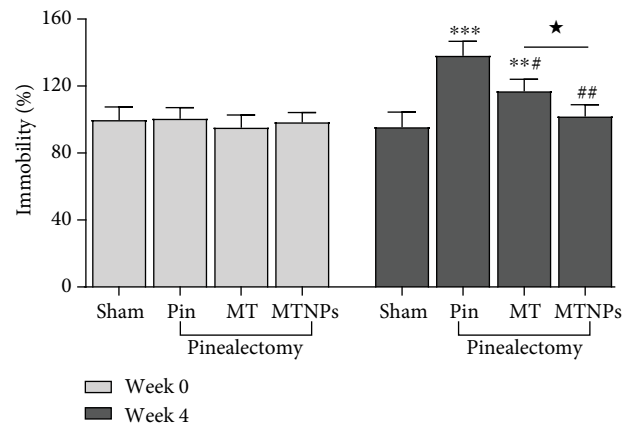 Immobility (%)
160
120
80
40
0
***
**#
★
##
Sham Pin MT MTNPs Sham Pin MT MTNPs
Pinealectomy Pinealectomy
Week 0
Week 4